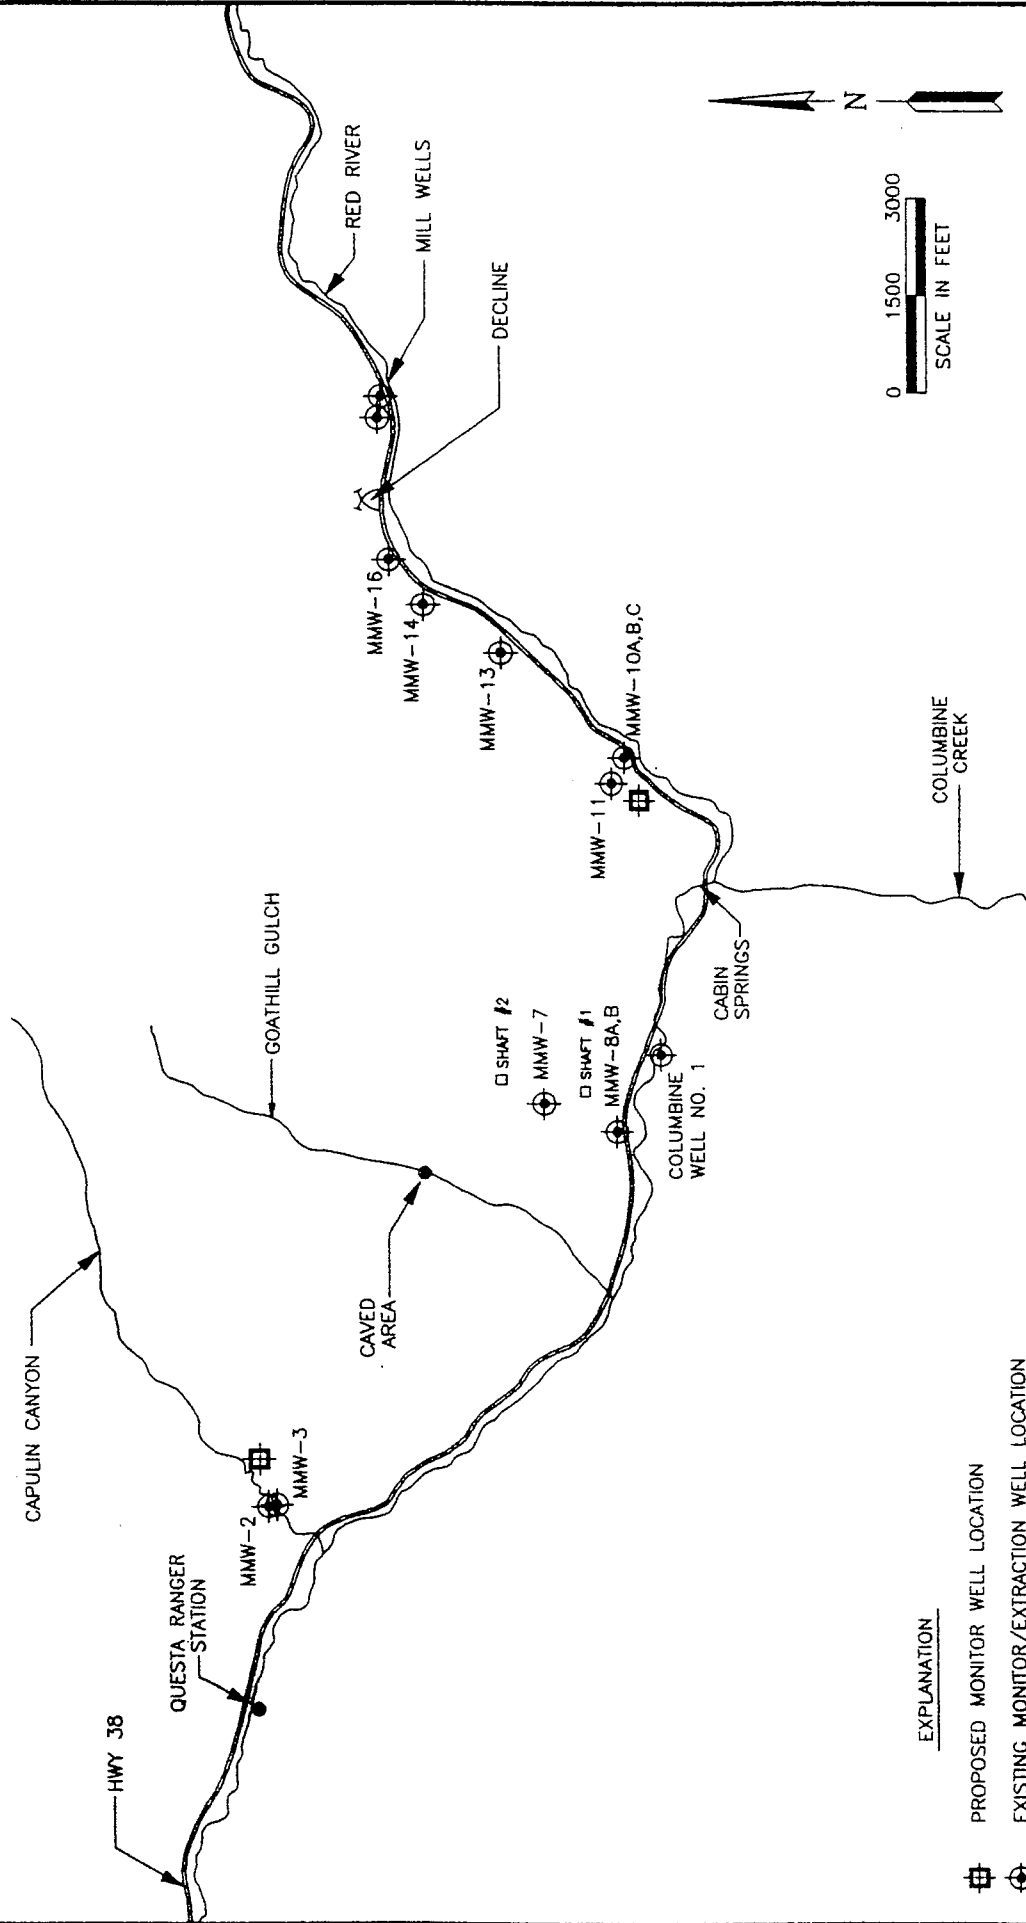 HWY 38
QUESTA RANGER
STATION
CAPULIN CANYON
MMW-2
MMW-3
CAVED
AREA
GOATHILL GULCH
□ SHAFT #2
MMW-7
□ SHAFT #1
MMW-8A,B
COLUMBINE
WELL NO. 1
CABIN
SPRINGS
COLUMBINE
CREEK
MMW-11
MMW-10A,B,C
MMW-13
MMW-14
MMW-16
DECLINE
MILL WELLS
RED RIVER
N
0 1500 3000
SCALE IN FEET
EXPLANATION
PROPOSED MONITOR WELL LOCATION
EXISTING MONITOR/EXTRACTION WELL LOCATION